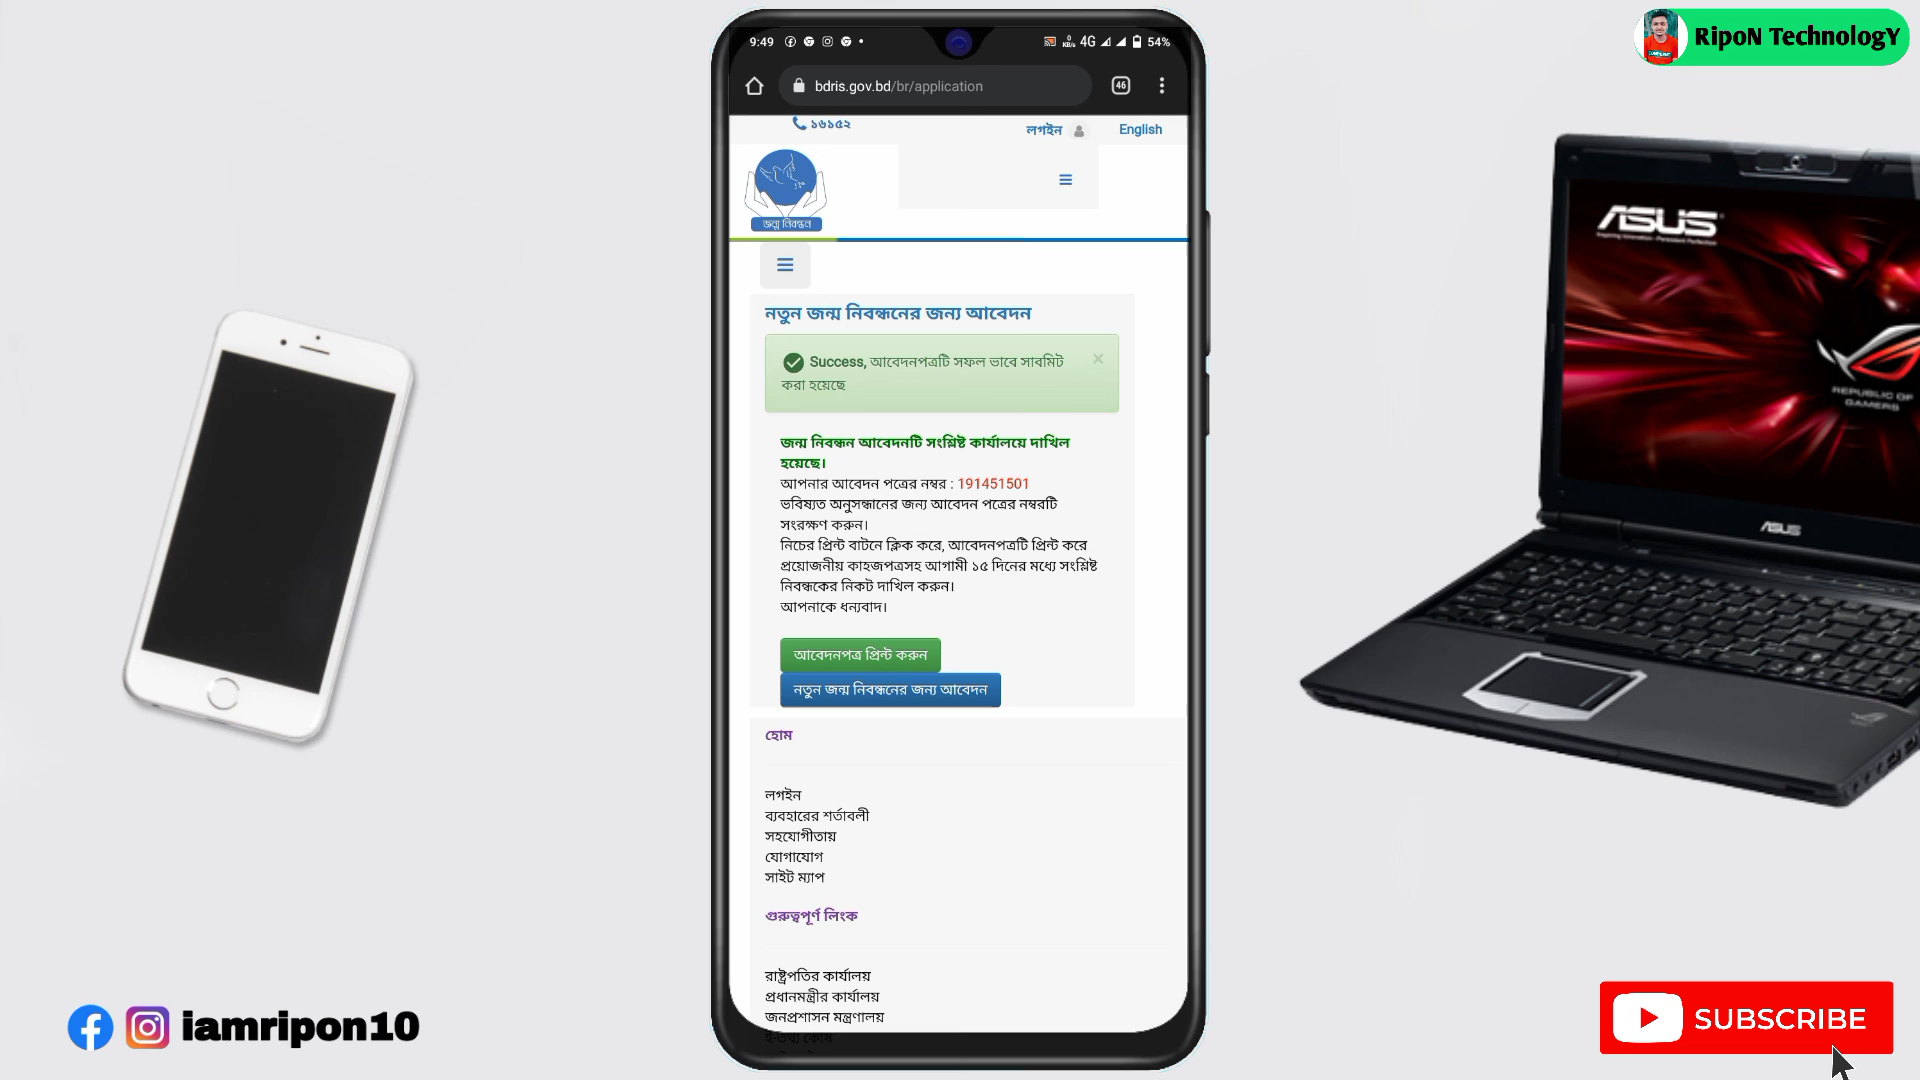 RipoN TechnologY
9:49
4G
54%
bdris.gov.bd/br/application
46
১৬১৫২
লগইন
English
জন্ম নিবন্ধন
নতুন জন্ম নিবন্ধনের জন্য আবেদন
Success, আবেদনপত্রটি সফল ভাবে সাবমিট
করা হয়েছে
×
জন্ম নিবন্ধন আবেদনটি সংশ্লিষ্ট কার্যালয়ে দাখিল
হয়েছে।
আপনার আবেদন পত্রের নম্বর : 191451501
ভবিষ্যত অনুসন্ধানের জন্য আবেদন পত্রের নম্বরটি
সংরক্ষণ করুন।
নিচের প্রিন্ট বাটনে ক্লিক করে, আবেদনপত্রটি প্রিন্ট করে
প্রয়োজনীয় কাহজপত্রসহ আগামী ১৫ দিনের মধ্যে সংশ্লিষ্ট
নিবন্ধকের নিকট দাখিল করুন।
আপনাকে ধন্যবাদ।
আবেদনপত্র প্রিন্ট করুন
নতুন জন্ম নিবন্ধনের জন্য আবেদন
হোম
লগইন
ব্যবহারের শর্তাবলী
সহযোগীতায়
যোগাযোগ
সাইট ম্যাপ
গুরুত্বপূর্ণ লিংক
রাষ্ট্রপতির কার্যালয়
প্রধানমন্ত্রীর কার্যালয়
জনপ্রশাসন মন্ত্রণালয়
ASUS
REPUBLIC OF
GAMERS
ASUS
iamripon10
SUBSCRIBE